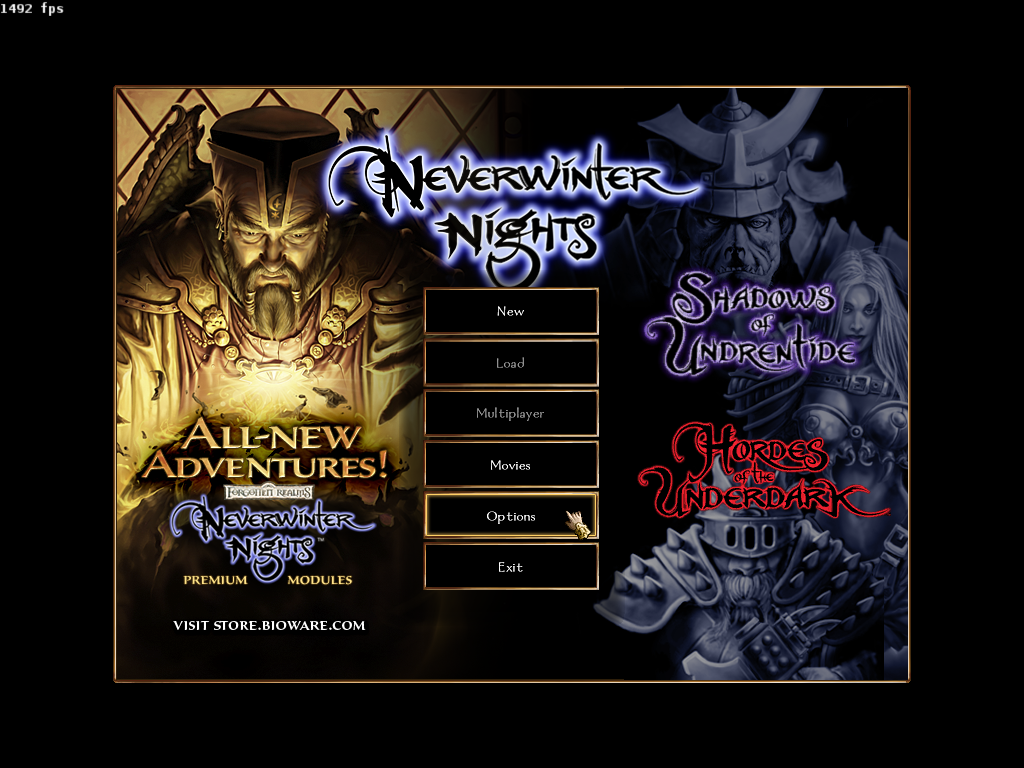 1492 fps
NEVERWINTER
NIGHTS
New
Load
Multiplayer
Movies
Options
Exit
ALL-NEW
ADVENTURES!
FORGOTTEN REALMS
NEVERWINTER
NIGHTS™
PREMIUM MODULES
VISIT STORE.BIOWARE.COM
SHADOWS
of
UNDRENTIDE
HORDES
OF THE
UNDERDARK